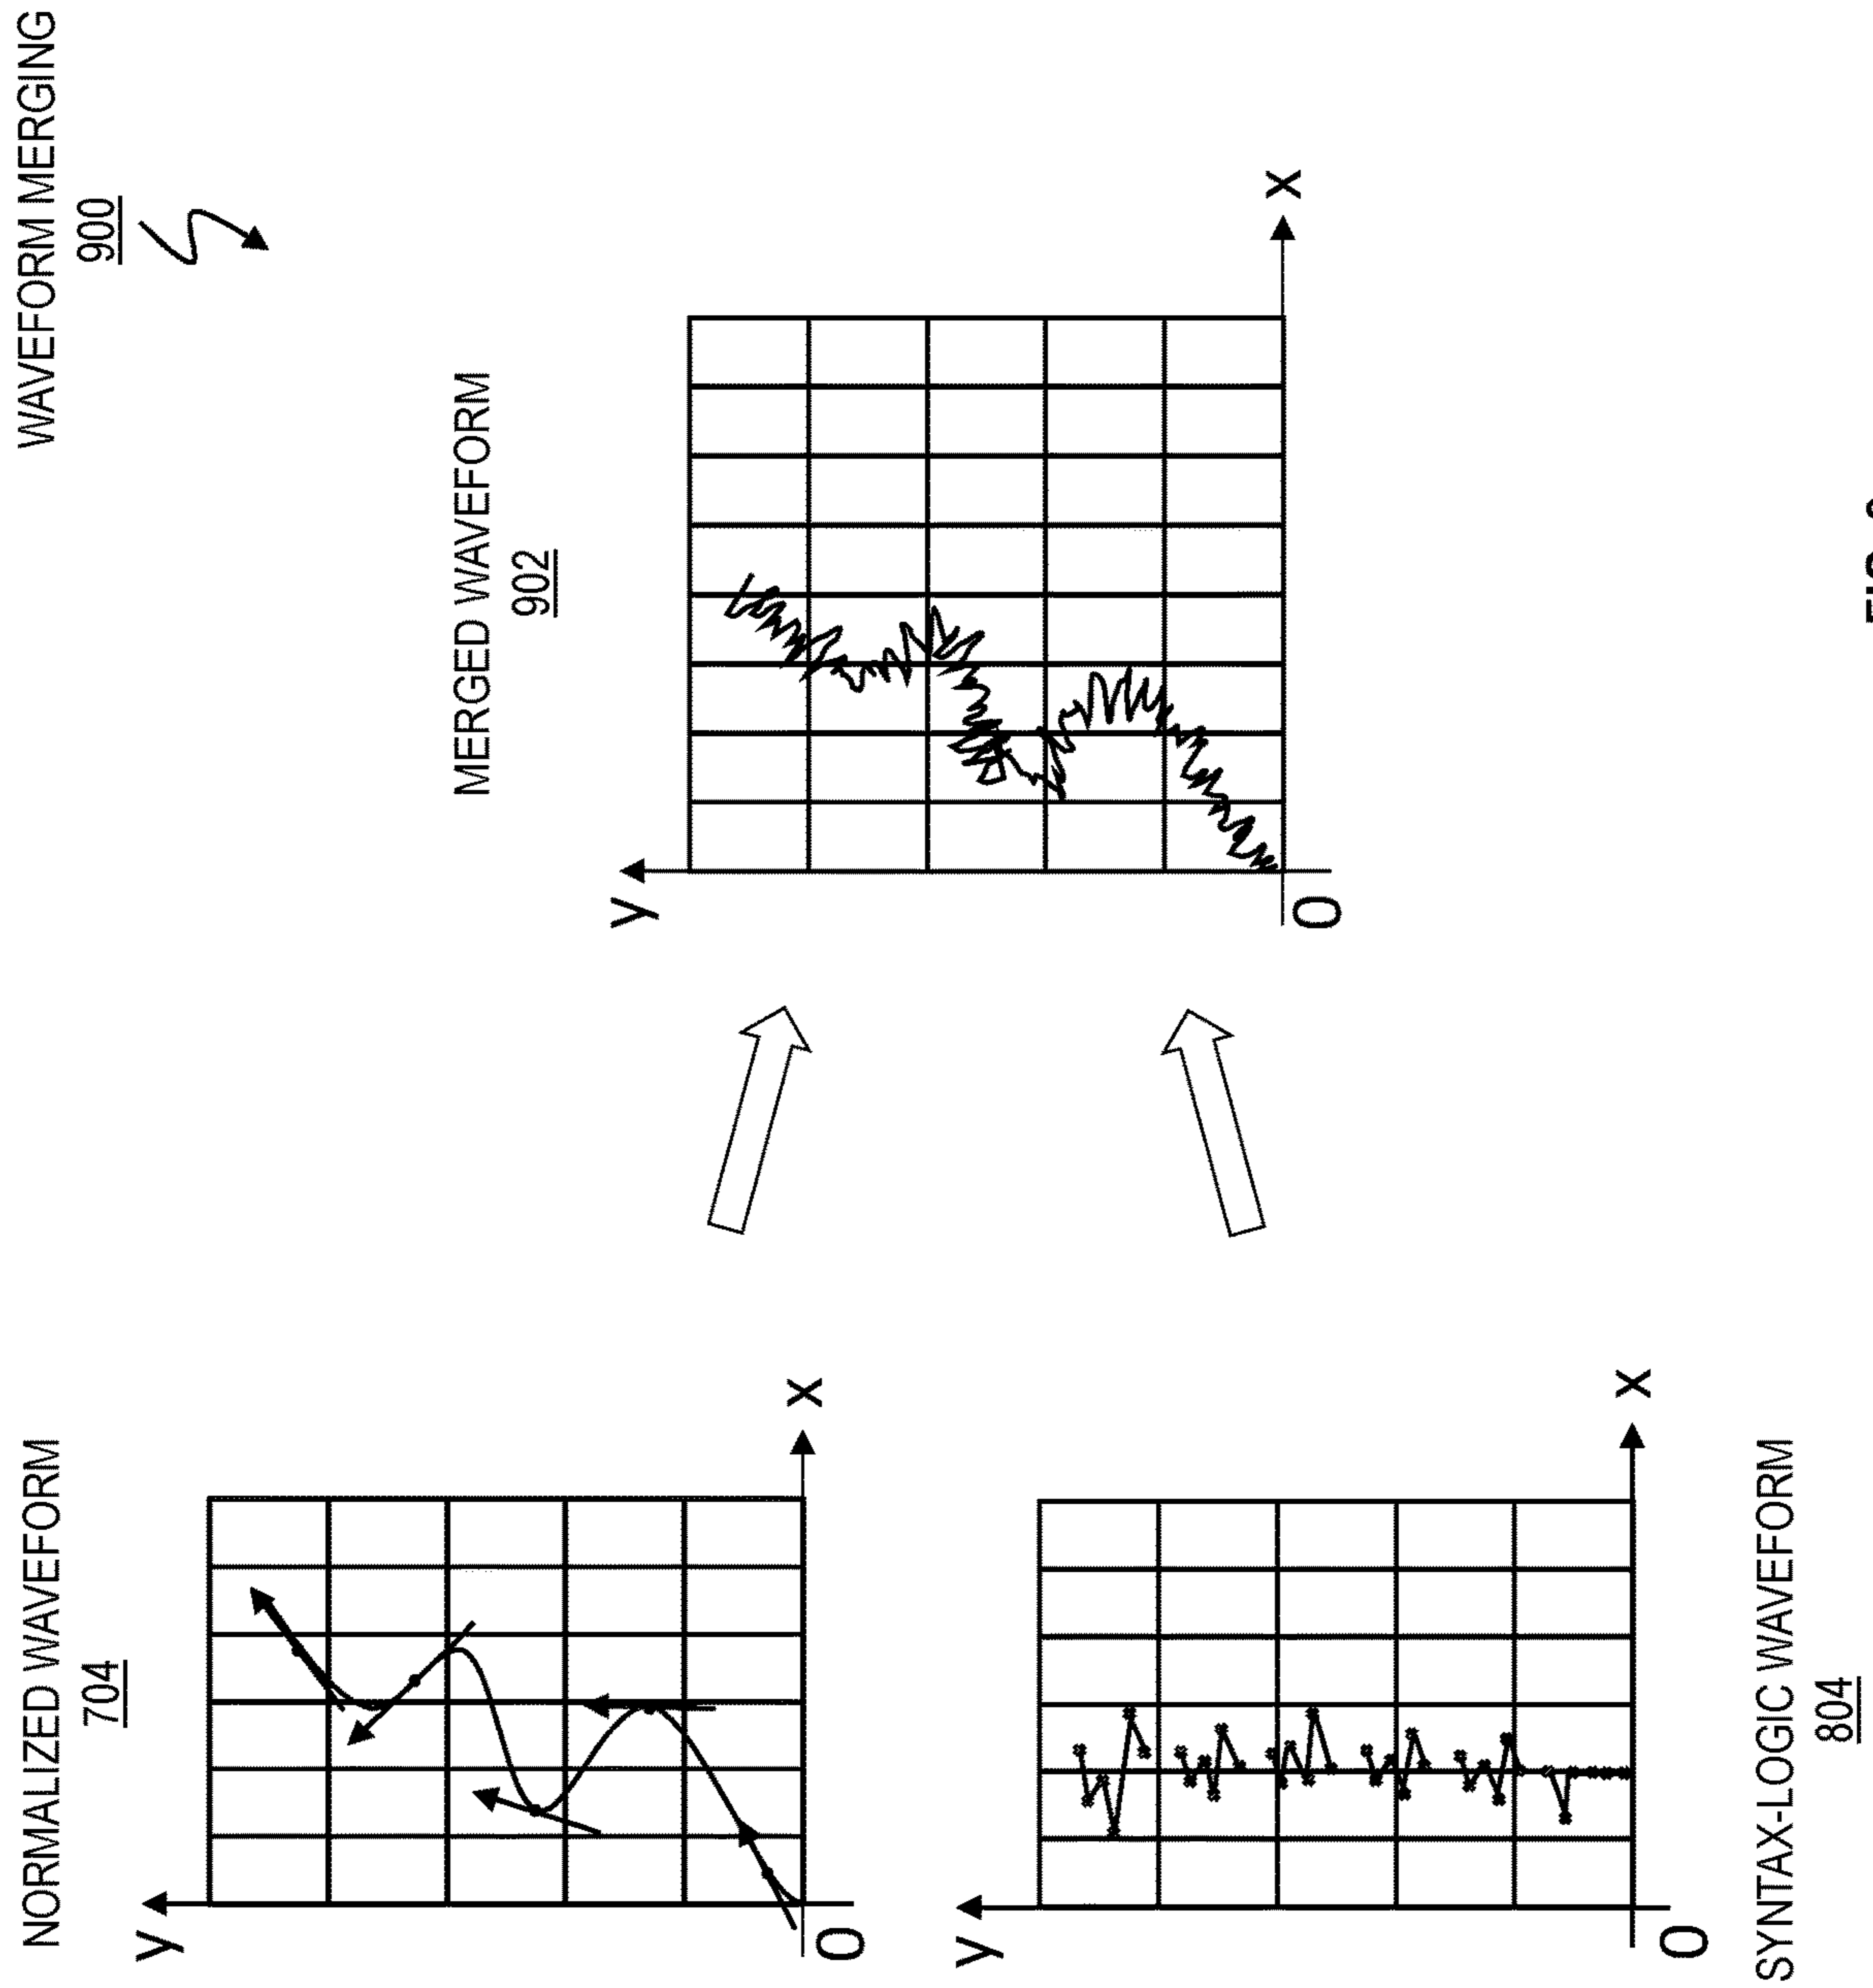 WAVEFORM MERGING
900
NORMALIZED WAVEFORM
704
y
x
0
MERGED WAVEFORM
902
y
x
0
y
x
0
SYNTAX-LOGIC WAVEFORM
804